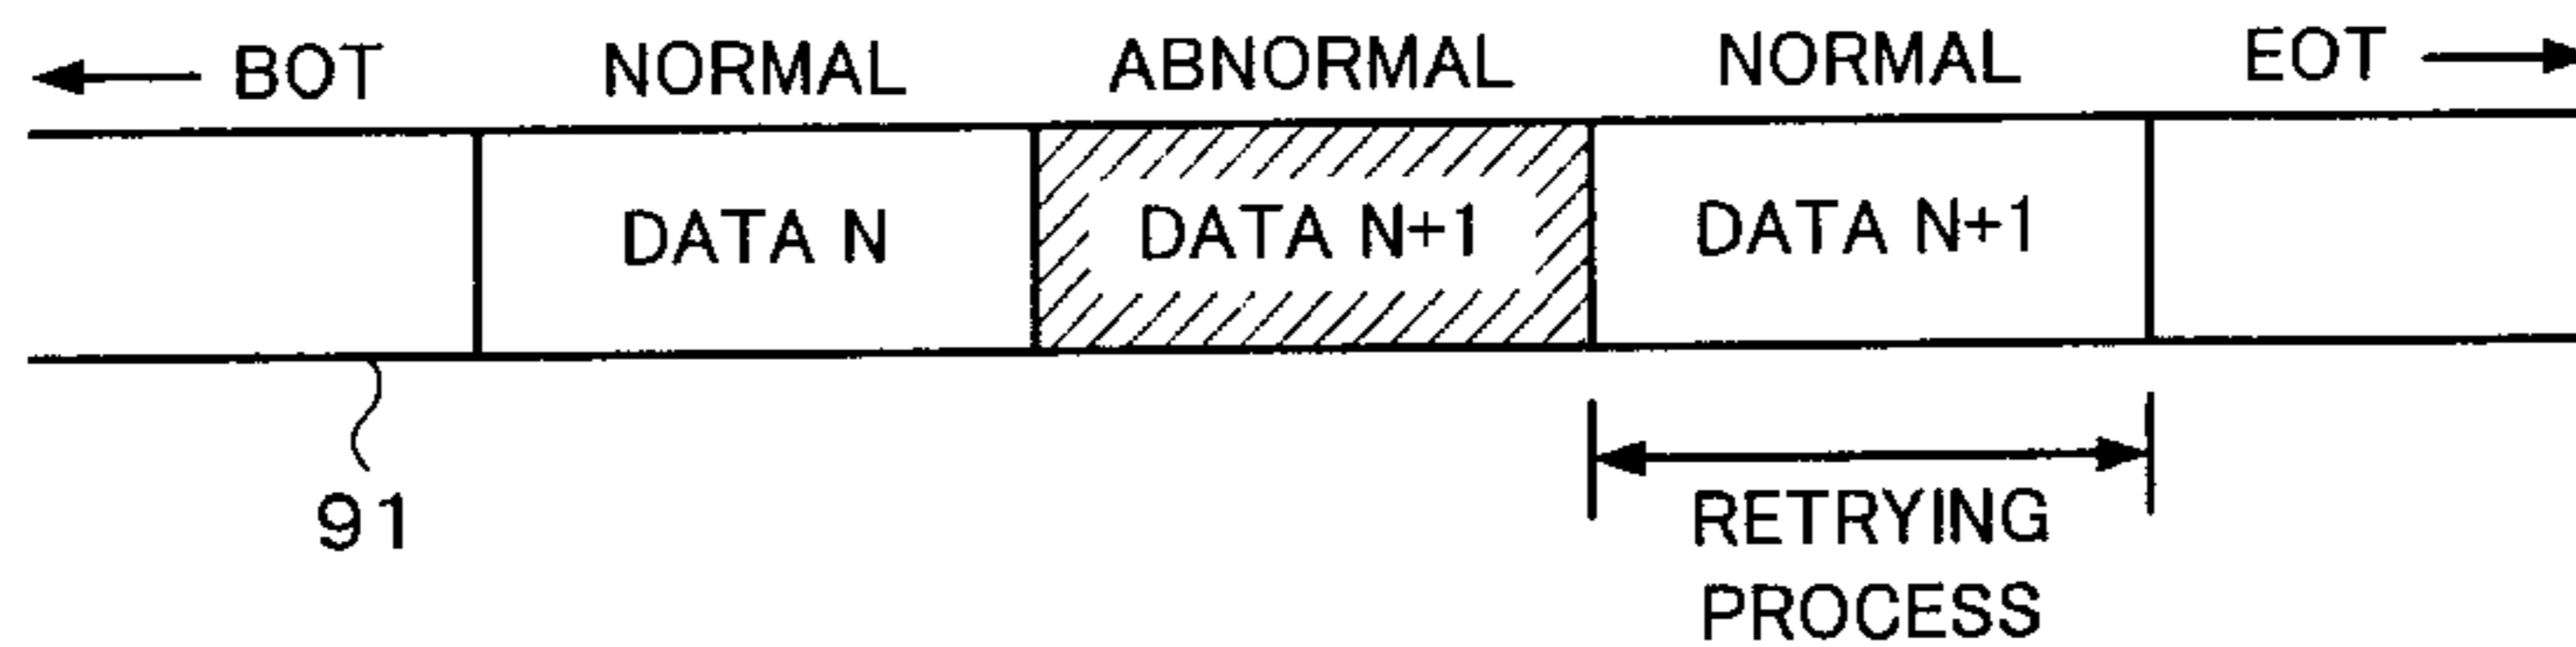 BOT NORMAL ABNORMAL NORMAL EOT
DATA N DATA N+1 DATA N+1
91
RETRYING
PROCESS